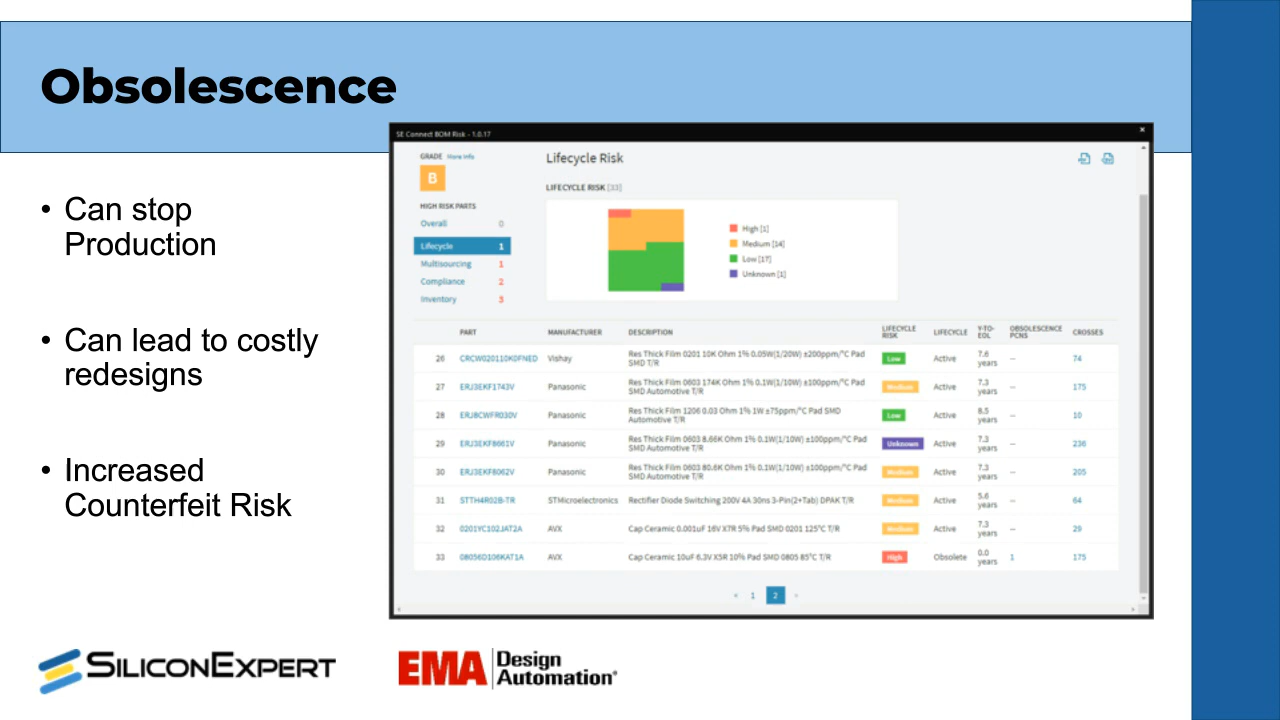 Obsolescence
• Can stop
Production
• Can lead to costly
redesigns
• Increased
Counterfeit Risk
SE Connect BOM Risk - 1.0.17
GRADE More Info
B
HIGH RISK PARTS
Overall 0
Lifecycle 1
Multisourcing 1
Compliance 2
Inventory 3
Lifecycle Risk
LIFECYCLE RISK [33]
High [1]
Medium [14]
Low [17]
Unknown [1]
PART MANUFACTURER DESCRIPTION LIFECYCLE RISK LIFECYCLE Y-TO-EOL OBSOLESCENCE PCNS CROSSES
26 CRCW020110K0FNED Vishay Res Thick Film 0201 10K Ohm 1% 0.05W(1/20W) ±200ppm/°C Pad SMD T/R Low Active 7.6 years -- 74
27 ERJ3EKF1743V Panasonic Res Thick Film 0603 174K Ohm 1% 0.1W(1/10W) ±100ppm/°C Pad SMD Automotive T/R Medium Active 7.3 years -- 175
28 ERJ8CWFR030V Panasonic Res Thick Film 1206 0.03 Ohm 1% 1W ±75ppm/°C Pad SMD Automotive T/R Low Active 8.5 years -- 10
29 ERJ3EKF8661V Panasonic Res Thick Film 0603 8.66K Ohm 1% 0.1W(1/10W) ±100ppm/°C Pad SMD Automotive T/R Unknown Active 7.3 years -- 236
30 ERJ3EKF8062V Panasonic Res Thick Film 0603 80.6K Ohm 1% 0.1W(1/10W) ±100ppm/°C Pad SMD Automotive T/R Medium Active 7.3 years -- 205
31 STTH4R02B-TR STMicroelectronics Rectifier Diode Switching 200V 4A 30ns 3-Pin(2+Tab) DPAK T/R Medium Active 5.6 years -- 64
32 0201YC102JAT2A AVX Cap Ceramic 0.001uF 16V X7R 5% Pad SMD 0201 125°C T/R Medium Active 7.3 years -- 29
33 08056D106KAT1A AVX Cap Ceramic 10uF 6.3V X5R 10% Pad SMD 0805 85°C T/R High Obsolete 0.0 years 1 175
« 1 2 »
SILICONEXPERT
EMA Design
Automation®